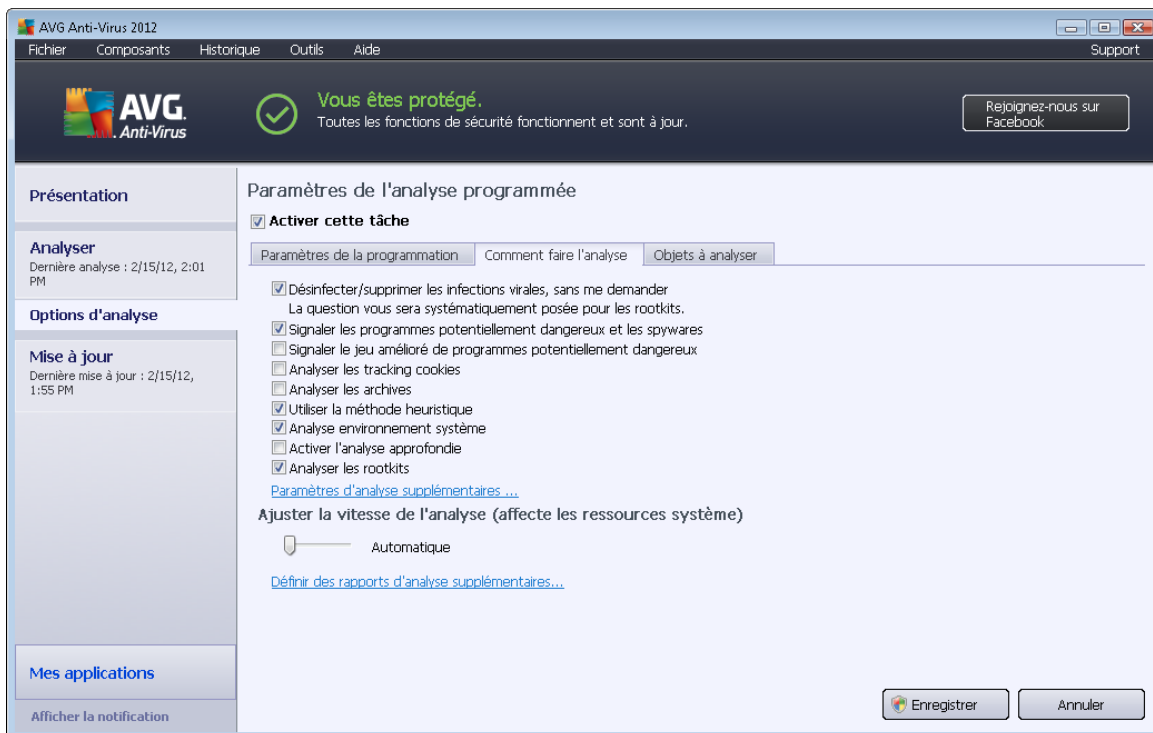 AVG Anti-Virus 2012
Fichier Composants Historique Outils Aide Support
AVG.
Anti-Virus
Vous êtes protégé.
Toutes les fonctions de sécurité fonctionnent et sont à jour.
Rejoignez-nous sur
Facebook
Présentation
Analyser
Dernière analyse : 2/15/12, 2:01
PM
Options d'analyse
Mise à jour
Dernière mise à jour : 2/15/12,
1:55 PM
Mes applications
Afficher la notification
Paramètres de l'analyse programmée
Activer cette tâche
Paramètres de la programmation Comment faire l'analyse Objets à analyser
Désinfecter/supprimer les infections virales, sans me demander
La question vous sera systématiquement posée pour les rootkits.
Signaler les programmes potentiellement dangereux et les spywares
Signaler le jeu amélioré de programmes potentiellement dangereux
Analyser les tracking cookies
Analyser les archives
Utiliser la méthode heuristique
Analyse environnement système
Activer l'analyse approfondie
Analyser les rootkits
Paramètres d'analyse supplémentaires ...
Ajuster la vitesse de l'analyse (affecte les ressources système)
Automatique
Définir des rapports d'analyse supplémentaires...
Enregistrer Annuler